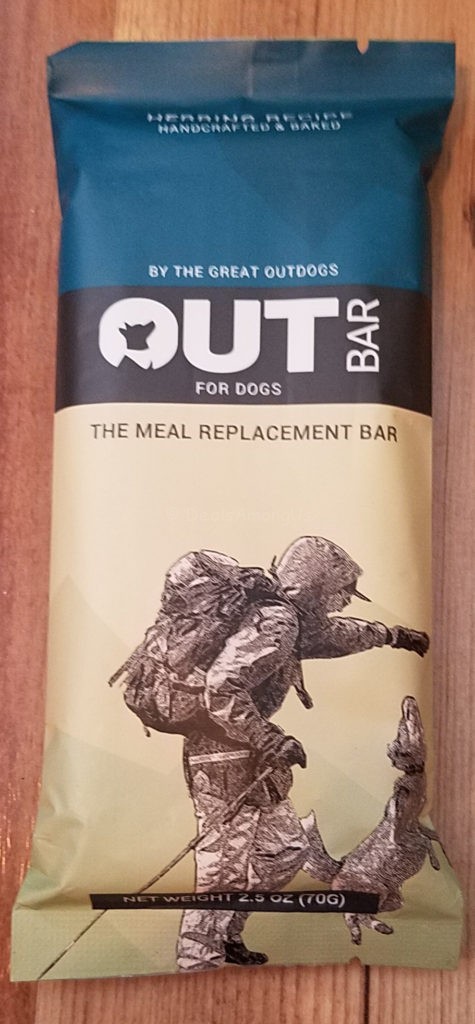 HERRING RECIPE
HANDCRAFTED & BAKED
BY THE GREAT OUTDOGS
OUT BAR
FOR DOGS
THE MEAL REPLACEMENT BAR
NET WEIGHT 2.5 OZ (70G)